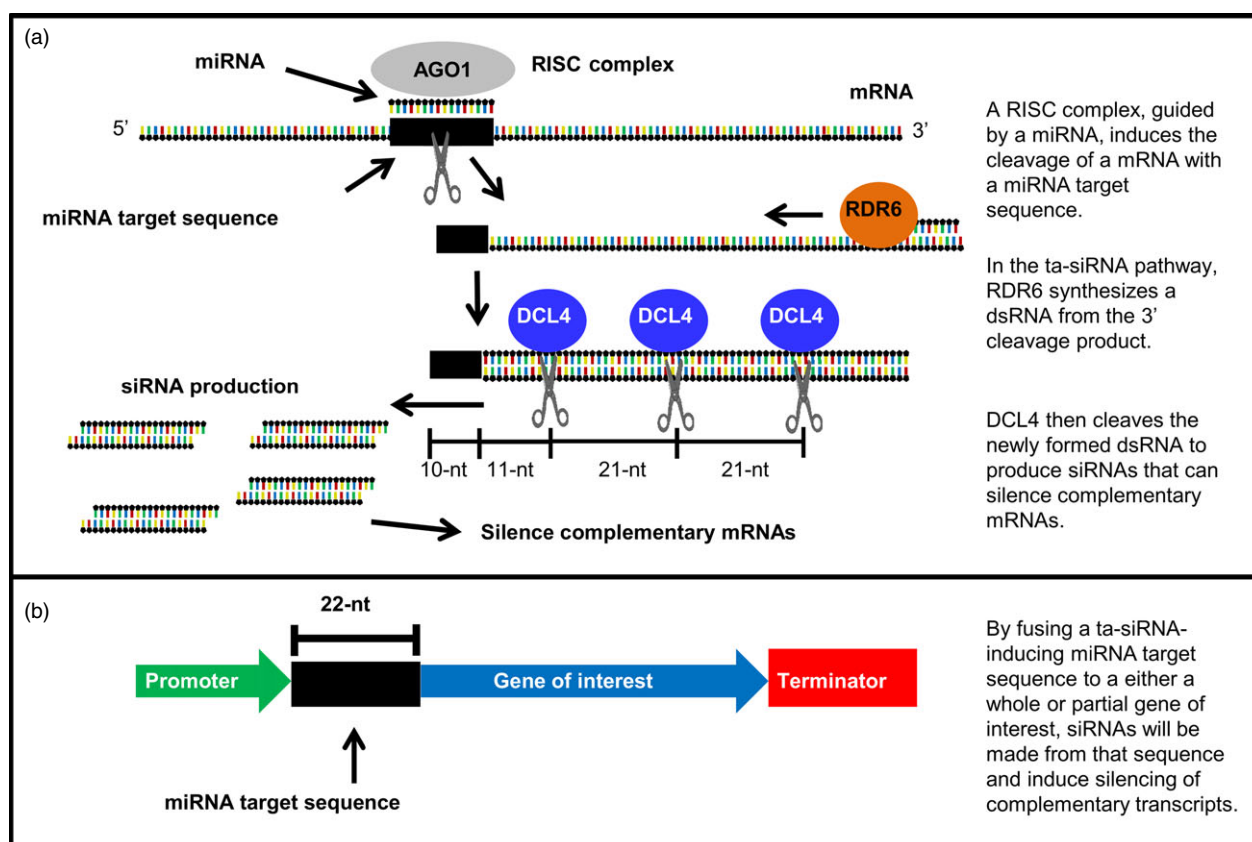 (a)
miRNA
AGO1
RISC complex
mRNA
5’
3’
miRNA target sequence
RDR6
DCL4
DCL4
DCL4
siRNA production
10-nt
11-nt
21-nt
21-nt
Silence complementary mRNAs
A RISC complex, guided
by a miRNA, induces the
cleavage of a mRNA with
a miRNA target
sequence.
In the ta-siRNA pathway,
RDR6 synthesizes a
dsRNA from the 3’
cleavage product.
DCL4 then cleaves the
newly formed dsRNA to
produce siRNAs that can
silence complementary
mRNAs.
(b)
22-nt
Promoter
Gene of interest
Terminator
miRNA target sequence
By fusing a ta-siRNA-
inducing miRNA target
sequence to a either a
whole or partial gene of
interest, siRNAs will be
made from that sequence
and induce silencing of
complementary transcripts.